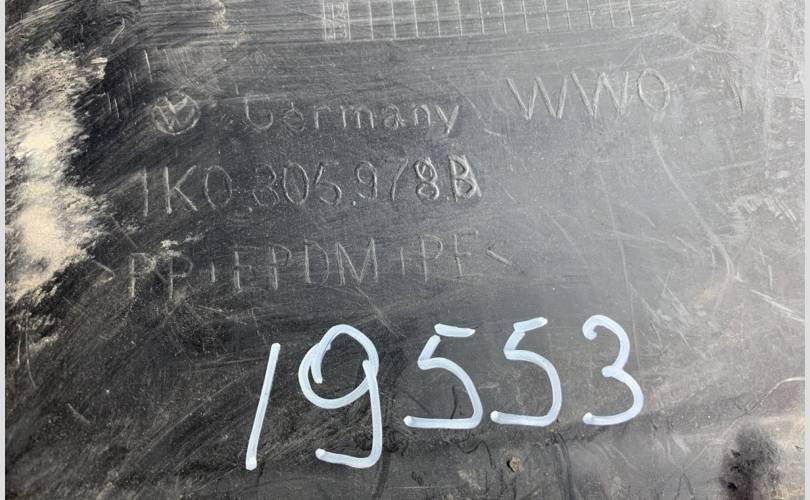 Germany WWO
1K0.805.978.B
>PP+EPDM+PE<
19553